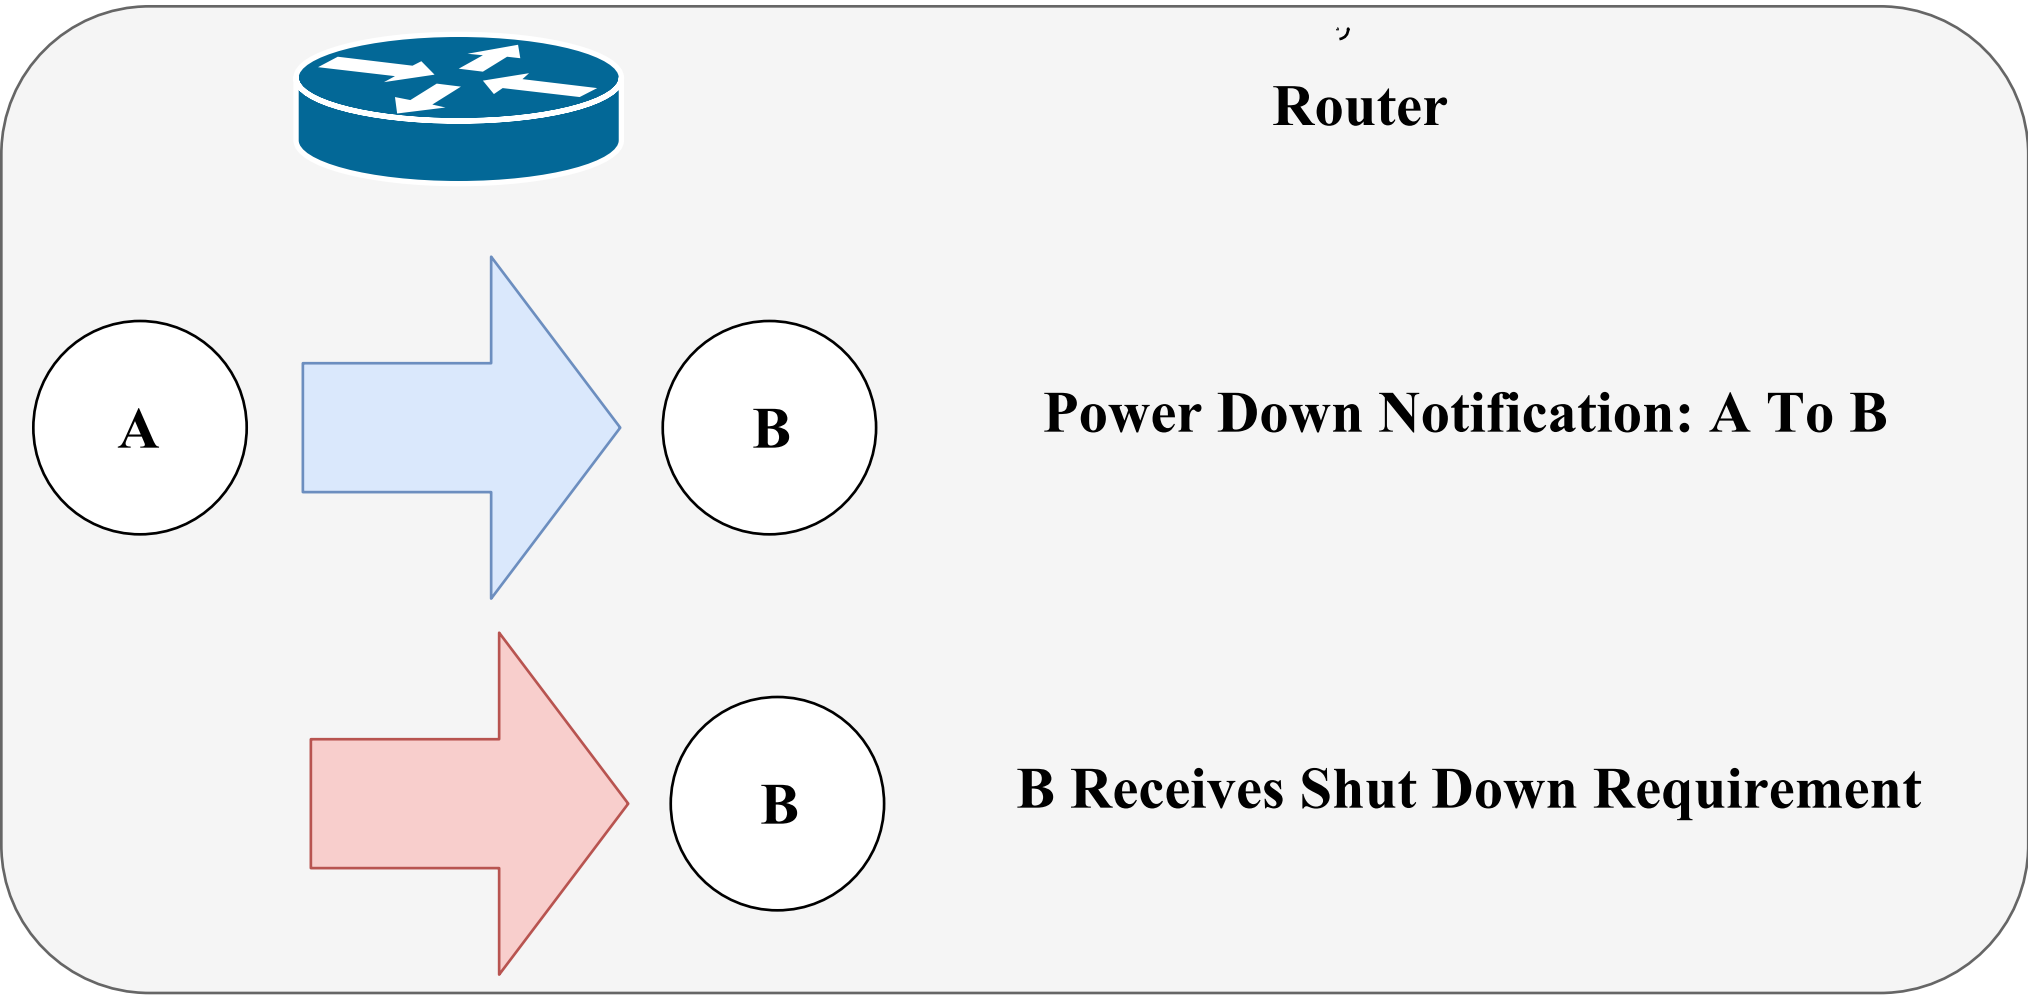 Router
A
B
Power Down Notification: A To B
B
B Receives Shut Down Requirement